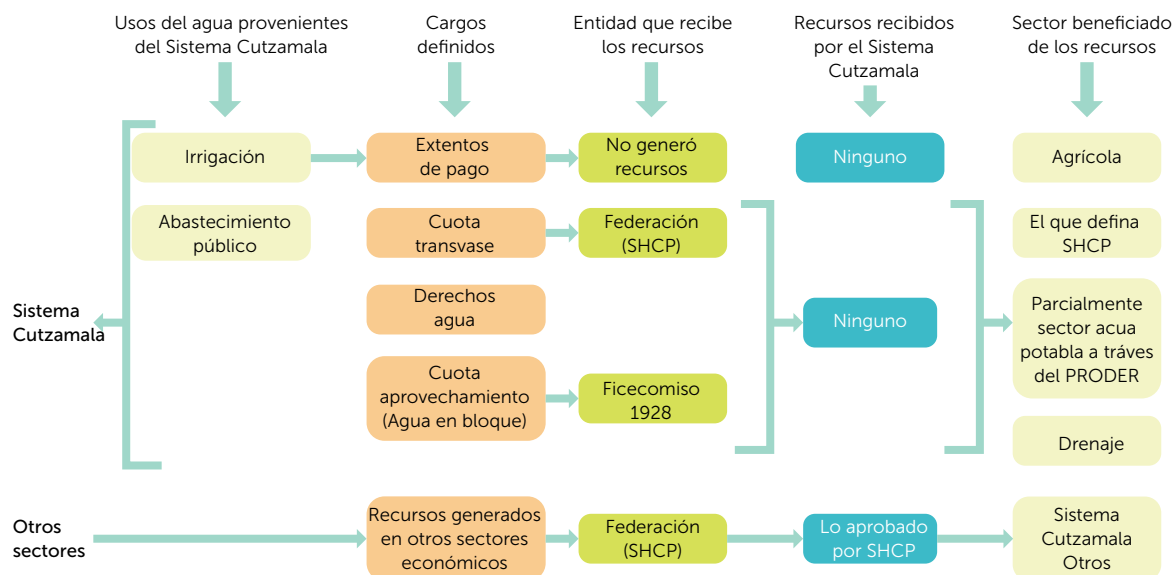 Usos del agua provenientes
del Sistema Cutzamala
Cargos
definidos
Entidad que recibe
los recursos
Recursos recibidos
por el Sistema
Cutzamala
Sector beneficiado
de los recursos
Irrigación
Extentos
de pago
No generó
recursos
Ninguno
Agrícola
Abastecimiento
público
Cuota
transvase
Federación
(SHCP)
El que defina
SHCP
Sistema
Cutzamala
Derechos
agua
Ninguno
Parcialmente
sector acua
potabla a tráves
del PRODER
Cuota
aprovechamiento
(Agua en bloque)
Ficecomiso
1928
Drenaje
Otros
sectores
Recursos generados
en otros sectores
económicos
Federación
(SHCP)
Lo aprobado
por SHCP
Sistema
Cutzamala
Otros